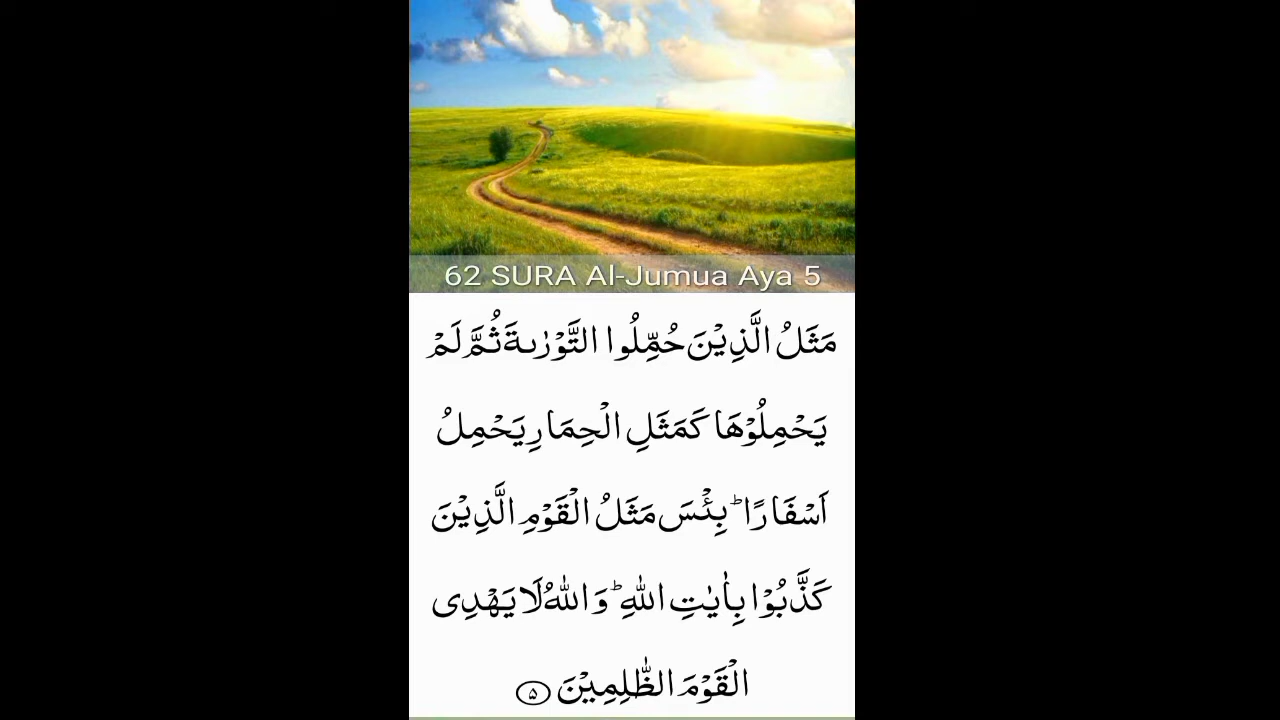 62 SURA Al-Jumua Aya 5
مَثَلُ الَّذِيْنَ حُمِّلُوا التَّوْرٰىةَ ثُمَّ لَمْ
يَحْمِلُوْهَا كَمَثَلِ الْحِمَارِ يَحْمِلُ
اَسْفَارًا ؕ بِئْسَ مَثَلُ الْقَوْمِ الَّذِيْنَ
كَذَّبُوْا بِاٰيٰتِ اللّٰهِ ؕ وَ اللّٰهُ لَا يَهْدِى
الْقَوْمَ الظّٰلِمِيْنَ ۵